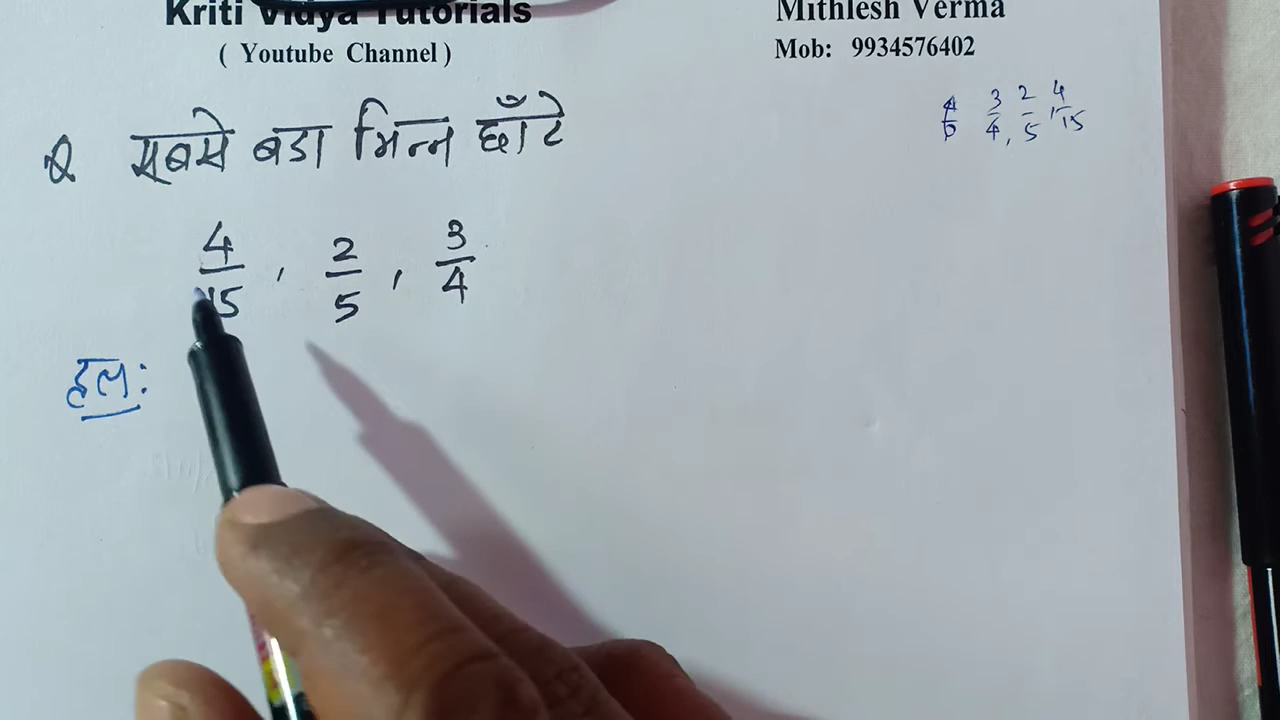 Kriti Vidya Tutorials
( Youtube Channel )
Mithlesh Verma
Mob: 9934576402
3/4, 2/5, 4/15
Q सबसे बडा भिन्न छाँटे
4/15, 2/5, 3/4
हल: